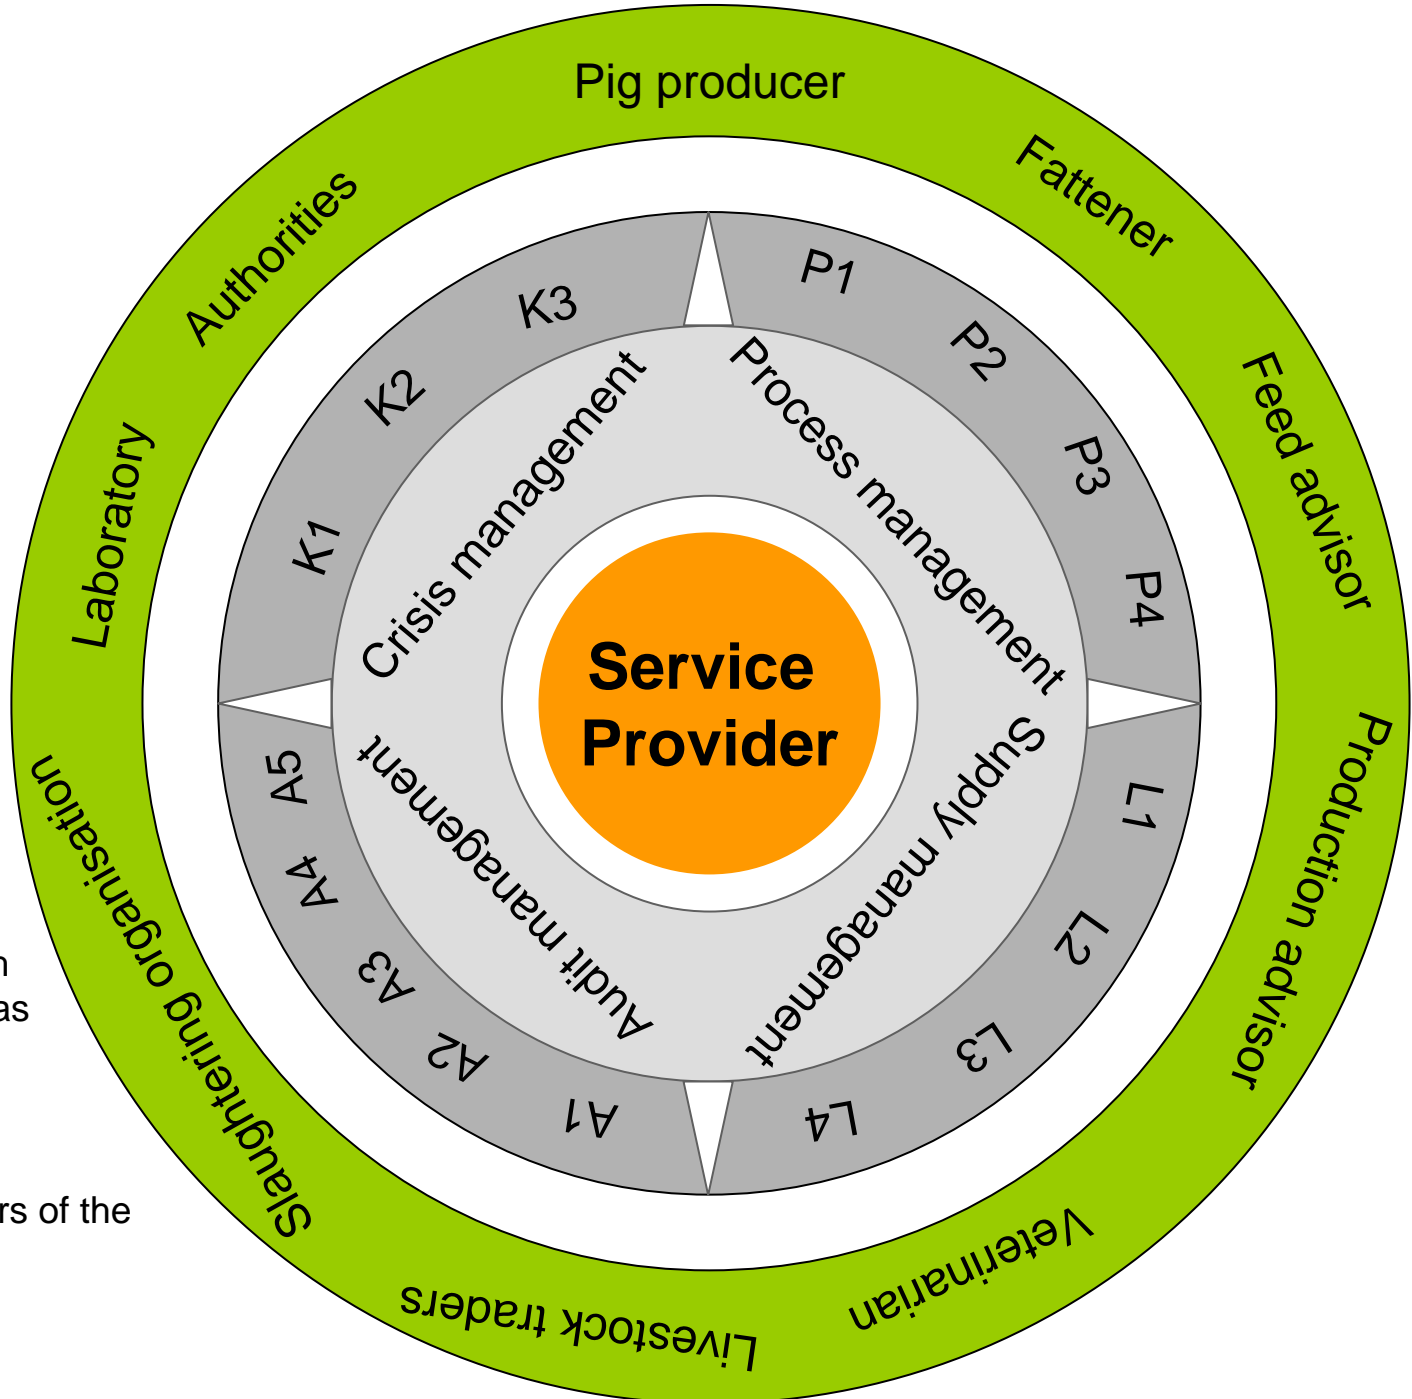 Pig producer
Fattener
Feed advisor
Production advisor
Veterinarian
Livestock traders
Slaughtering organisation
Laboratory
Authorities
P1
P2
P3
P4
L1
L2
L3
L4
A1
A2
A3
A4
A5
K1
K2
K3
Process management
Supply management
Audit management
Crisis management
Service
Provider
as
rs of the